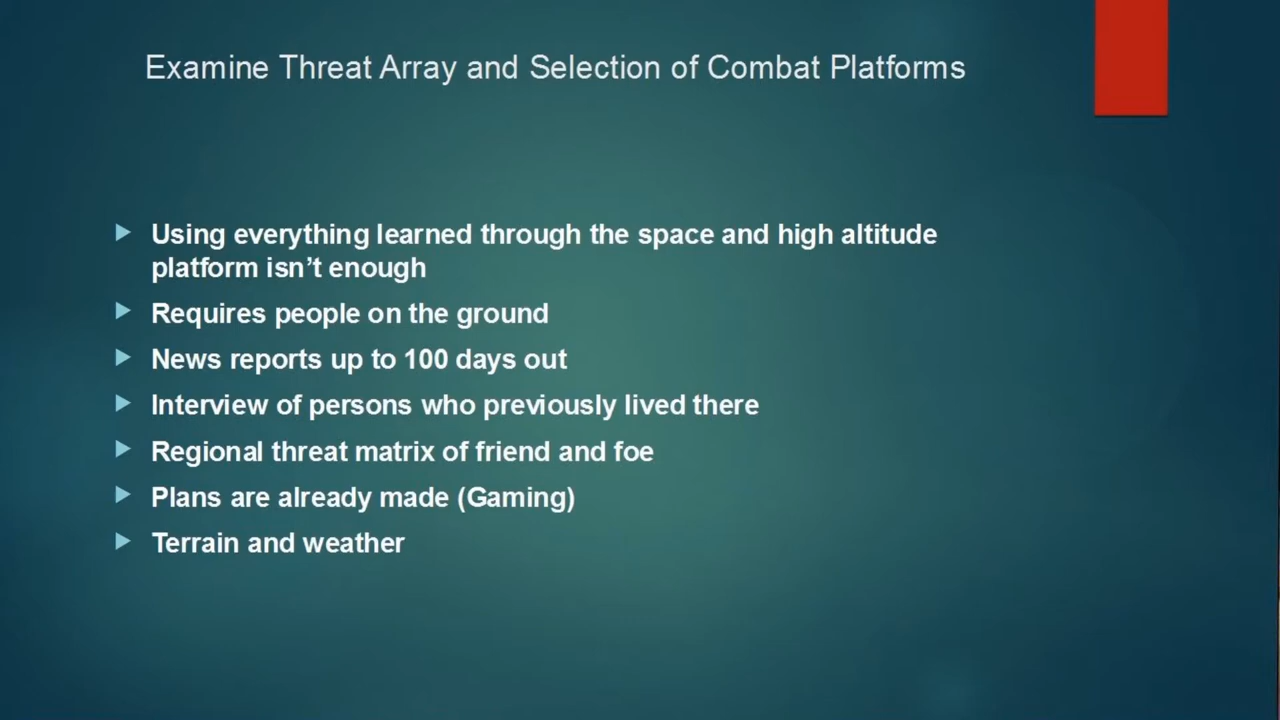 Examine Threat Array and Selection of Combat Platforms
Using everything learned through the space and high altitude
platform isn’t enough
Requires people on the ground
News reports up to 100 days out
Interview of persons who previously lived there
Regional threat matrix of friend and foe
Plans are already made (Gaming)
Terrain and weather